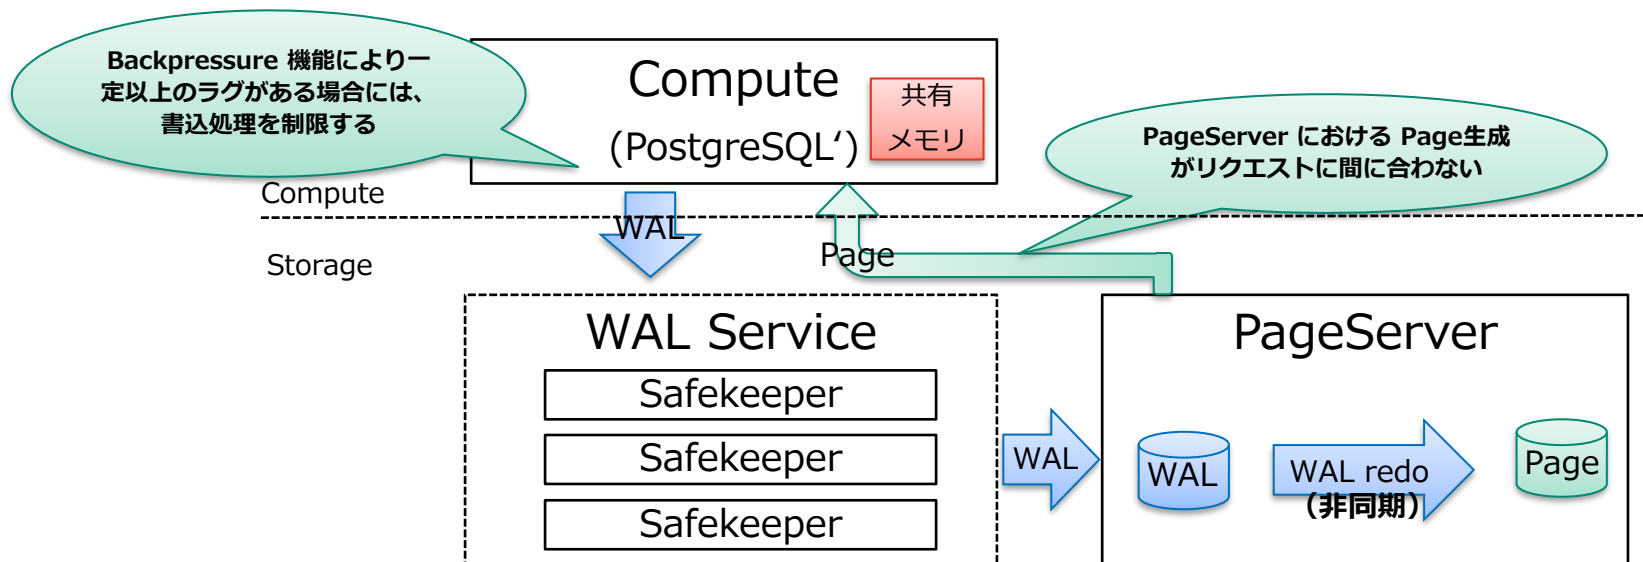 Backpressure 機能により一
定以上のラグがある場合には、
書込処理を制限する
Compute
(PostgreSQL‘)
共有
メモリ
PageServer における Page生成
がリクエストに間に合わない
Compute
WAL
Storage
Page
WAL Service
Safekeeper
Safekeeper
Safekeeper
WAL
PageServer
WAL
WAL redo
（非同期）
Page